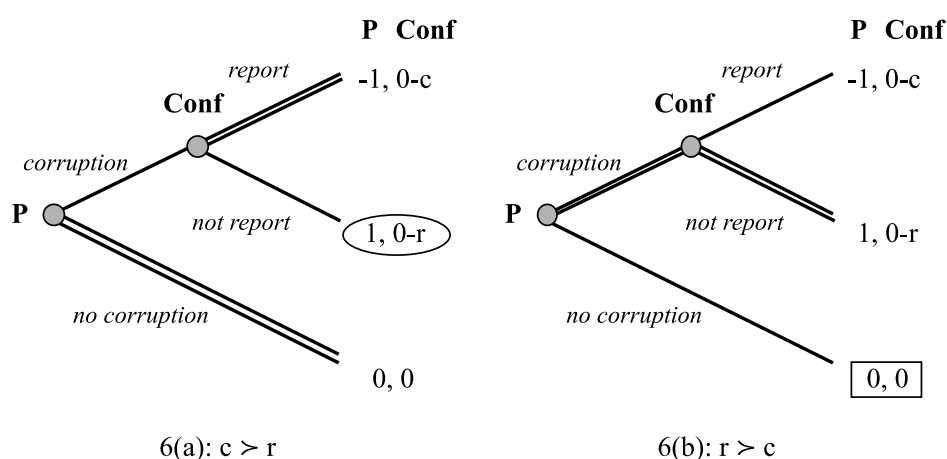 P Conf
report
-1, 0-c
Conf
corruption
P
not report
1, 0-r
no corruption
0, 0
6(a): c ≻ r
P Conf
report
-1, 0-c
Conf
corruption
P
not report
1, 0-r
no corruption
0, 0
6(b): r ≻ c